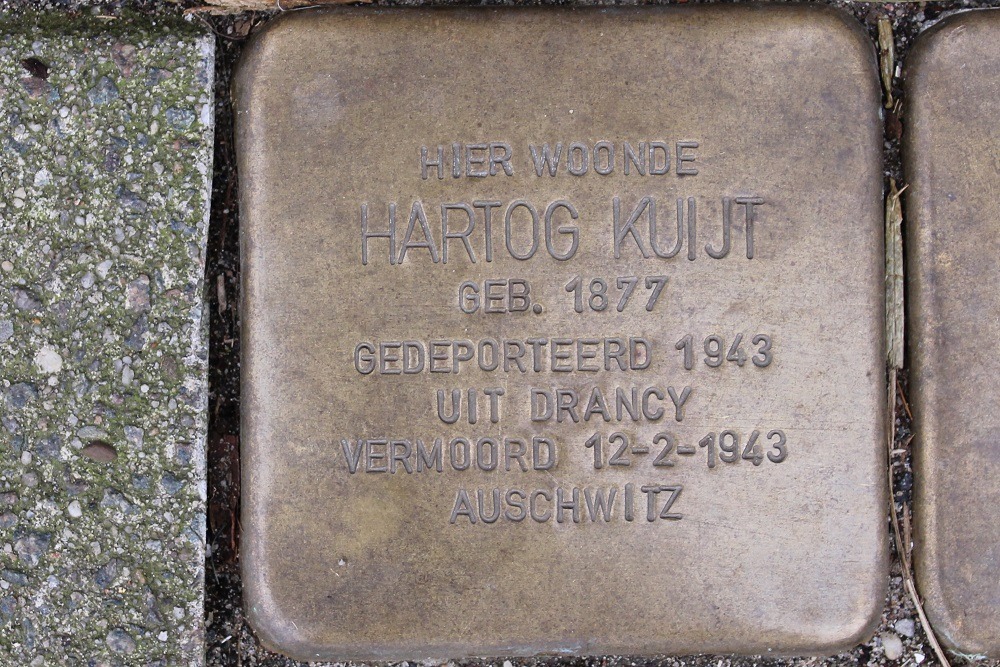 HIER WOONDE
HARTOG KUIJT
GEB. 1877
GEDEPORTEERD 1943
UIT DRANCY
VERMOORD 12-2-1943
AUSCHWITZ